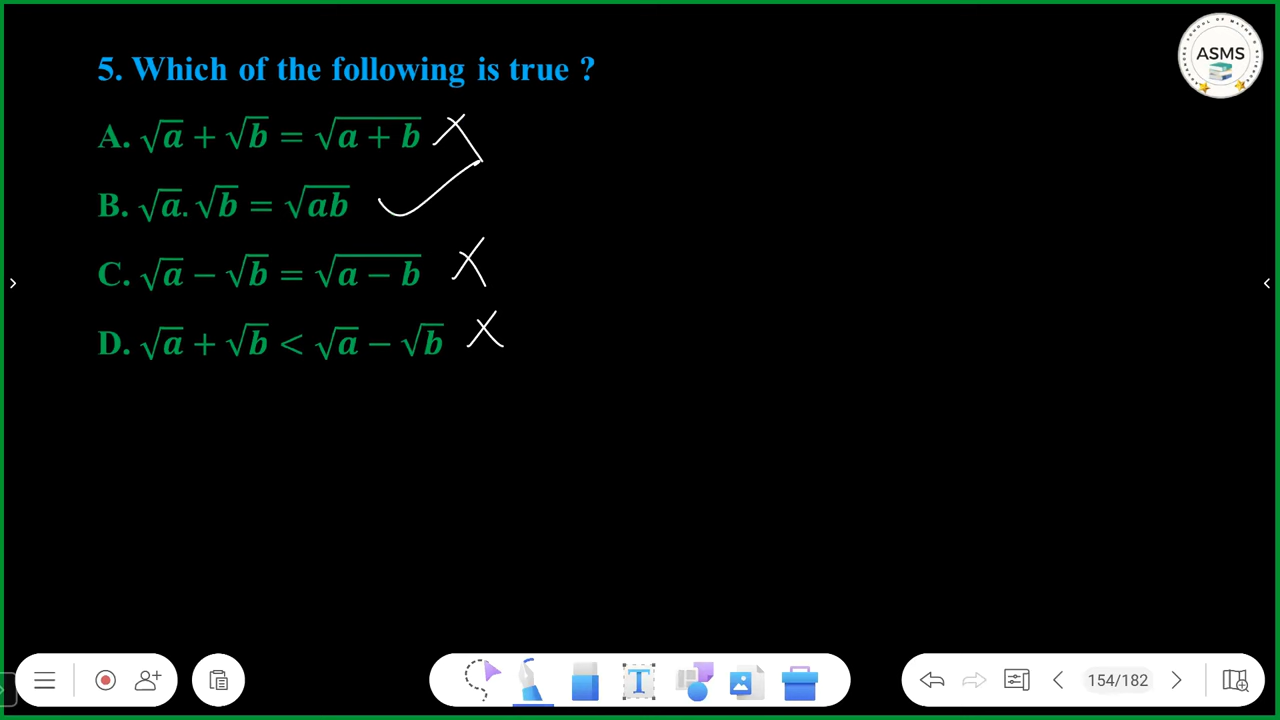 ASMS
5. Which of the following is true ?
A. √a + √b = √(a + b)
B. √a. √b = √(ab)
C. √a − √b = √(a − b)
D. √a + √b < √a − √b
154/182